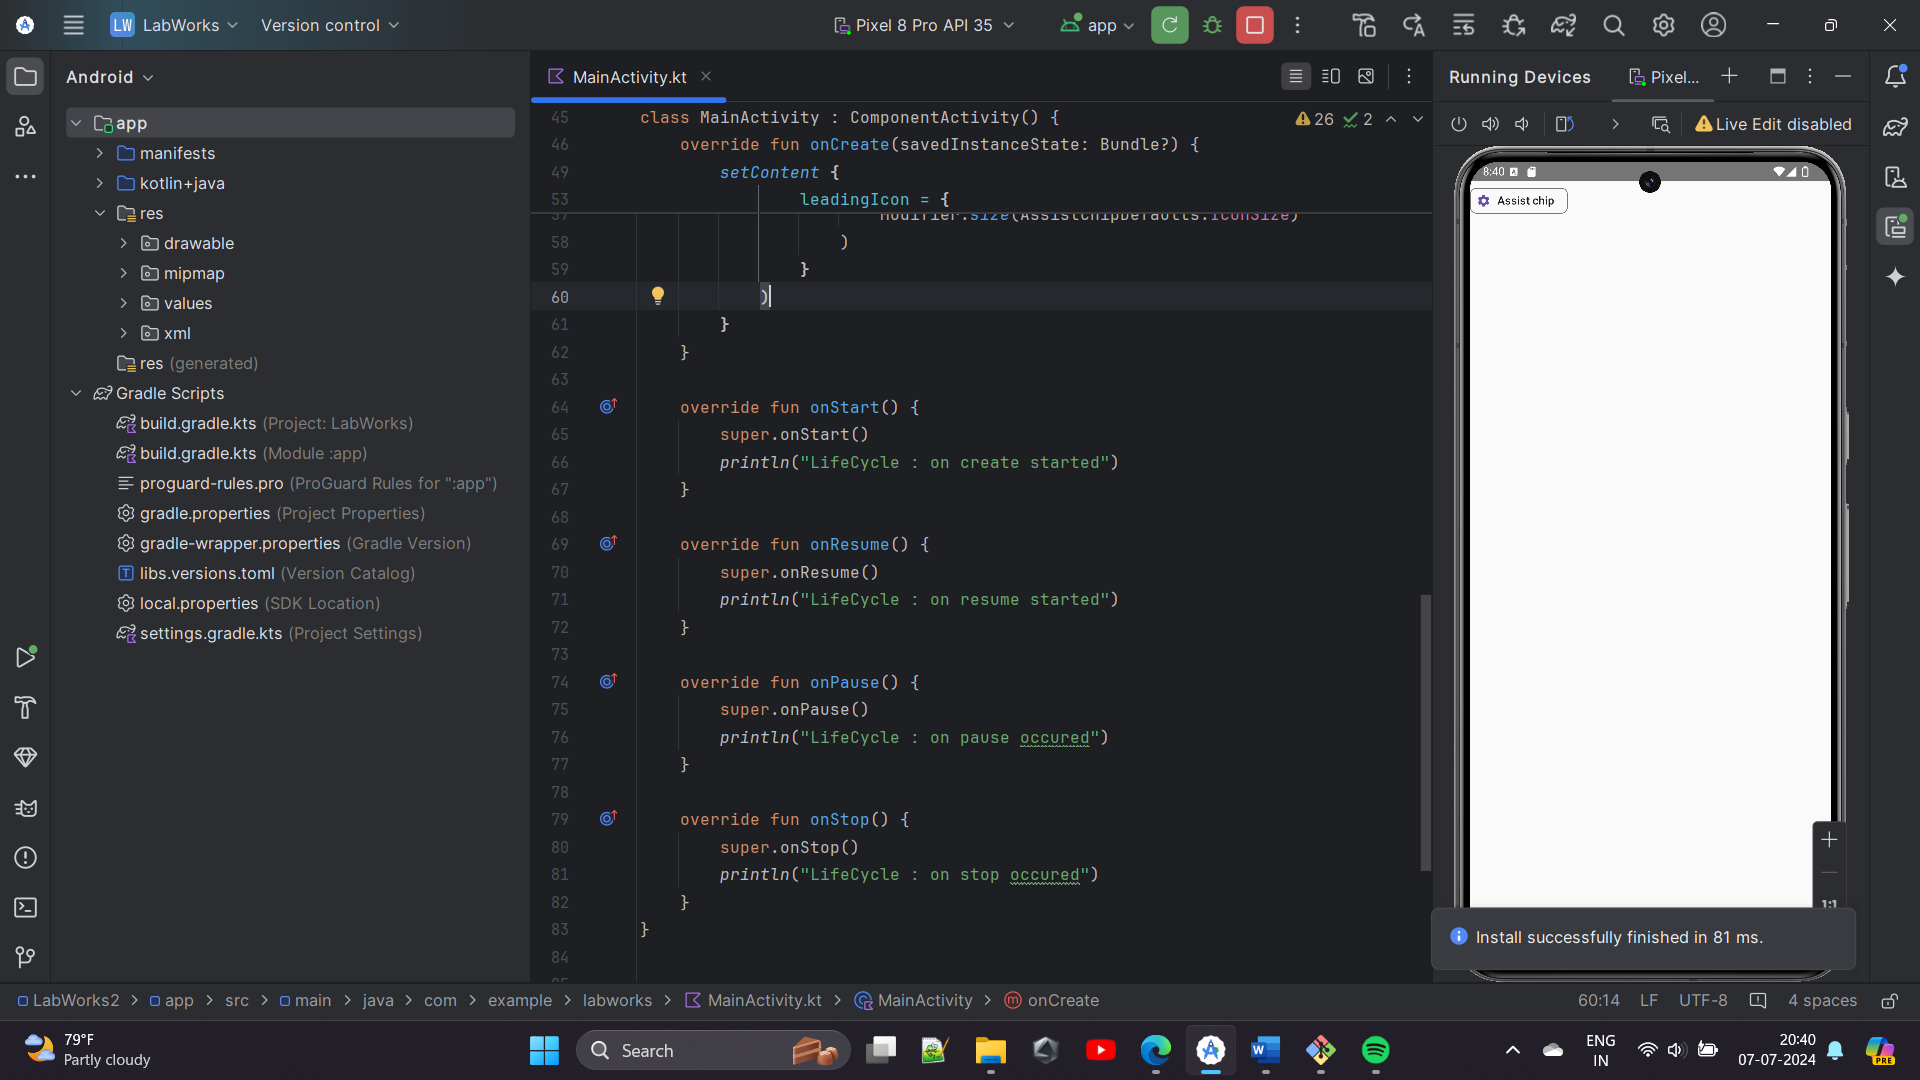 LW LabWorks Version control Pixel 8 Pro API 35 app
Android
MainActivity.kt
Running Devices Pixel...
app
manifests
kotlin+java
res
drawable
mipmap
values
xml
res (generated)
Gradle Scripts
build.gradle.kts (Project: LabWorks)
build.gradle.kts (Module :app)
proguard-rules.pro (ProGuard Rules for ":app")
gradle.properties (Project Properties)
gradle-wrapper.properties (Gradle Version)
libs.versions.toml (Version Catalog)
local.properties (SDK Location)
settings.gradle.kts (Project Settings)
45 class MainActivity : ComponentActivity() {
26 2
46 override fun onCreate(savedInstanceState: Bundle?) {
49 setContent {
53 leadingIcon = {
57 Modifier.size(AssistChipDefaults.IconSize)
58 )
59 }
60 )
61 }
62 }
63
64 override fun onStart() {
65 super.onStart()
66 println("LifeCycle : on create started")
67 }
68
69 override fun onResume() {
70 super.onResume()
71 println("LifeCycle : on resume started")
72 }
73
74 override fun onPause() {
75 super.onPause()
76 println("LifeCycle : on pause occured")
77 }
78
79 override fun onStop() {
80 super.onStop()
81 println("LifeCycle : on stop occured")
82 }
83 }
84
Live Edit disabled
8:40
Assist chip
1:1
Install successfully finished in 81 ms.
LabWorks2 > app > src > main > java > com > example > labworks > MainActivity.kt > MainActivity > onCreate
60:14 LF UTF-8 4 spaces
79°F
Partly cloudy
Search
ENG
IN
20:40
07-07-2024
PRE